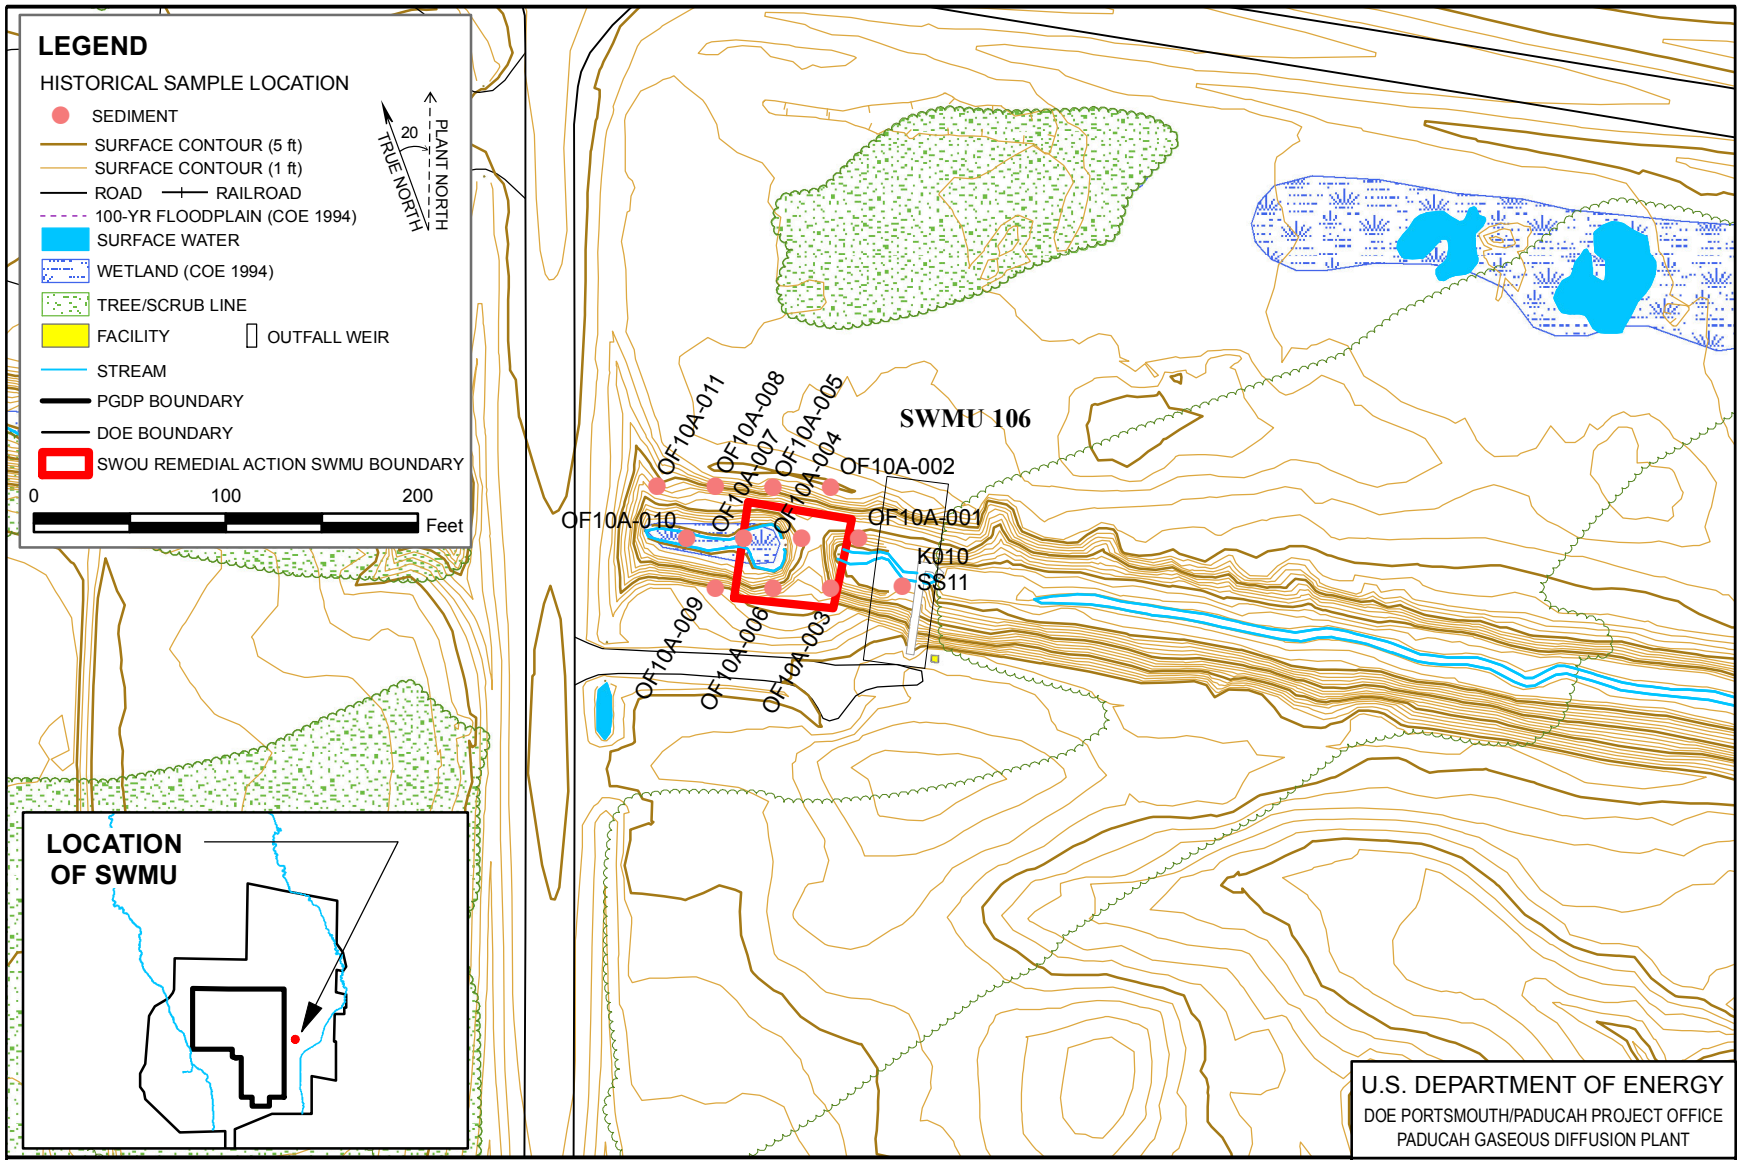 LEGEND
HISTORICAL SAMPLE LOCATION
SEDIMENT
SURFACE CONTOUR (5 ft)
SURFACE CONTOUR (1 ft)
ROAD RAILROAD
100-YR FLOODPLAIN (COE 1994)
SURFACE WATER
WETLAND (COE 1994)
TREE/SCRUB LINE
FACILITY OUTFALL WEIR
STREAM
PGDP BOUNDARY
DOE BOUNDARY
SWOU REMEDIAL ACTION SWMU BOUNDARY
0 100 200
Feet
20
TRUE NORTH
PLANT NORTH
SWMU 106
OF10A-011
OF10A-008
OF10A-005
OF10A-007
OF10A-004
OF10A-002
OF10A-010
OF10A-001
K010
SS11
OF10A-009
OF10A-006
OF10A-003
LOCATION
OF SWMU
U.S. DEPARTMENT OF ENERGY
DOE PORTSMOUTH/PADUCAH PROJECT OFFICE
PADUCAH GASEOUS DIFFUSION PLANT